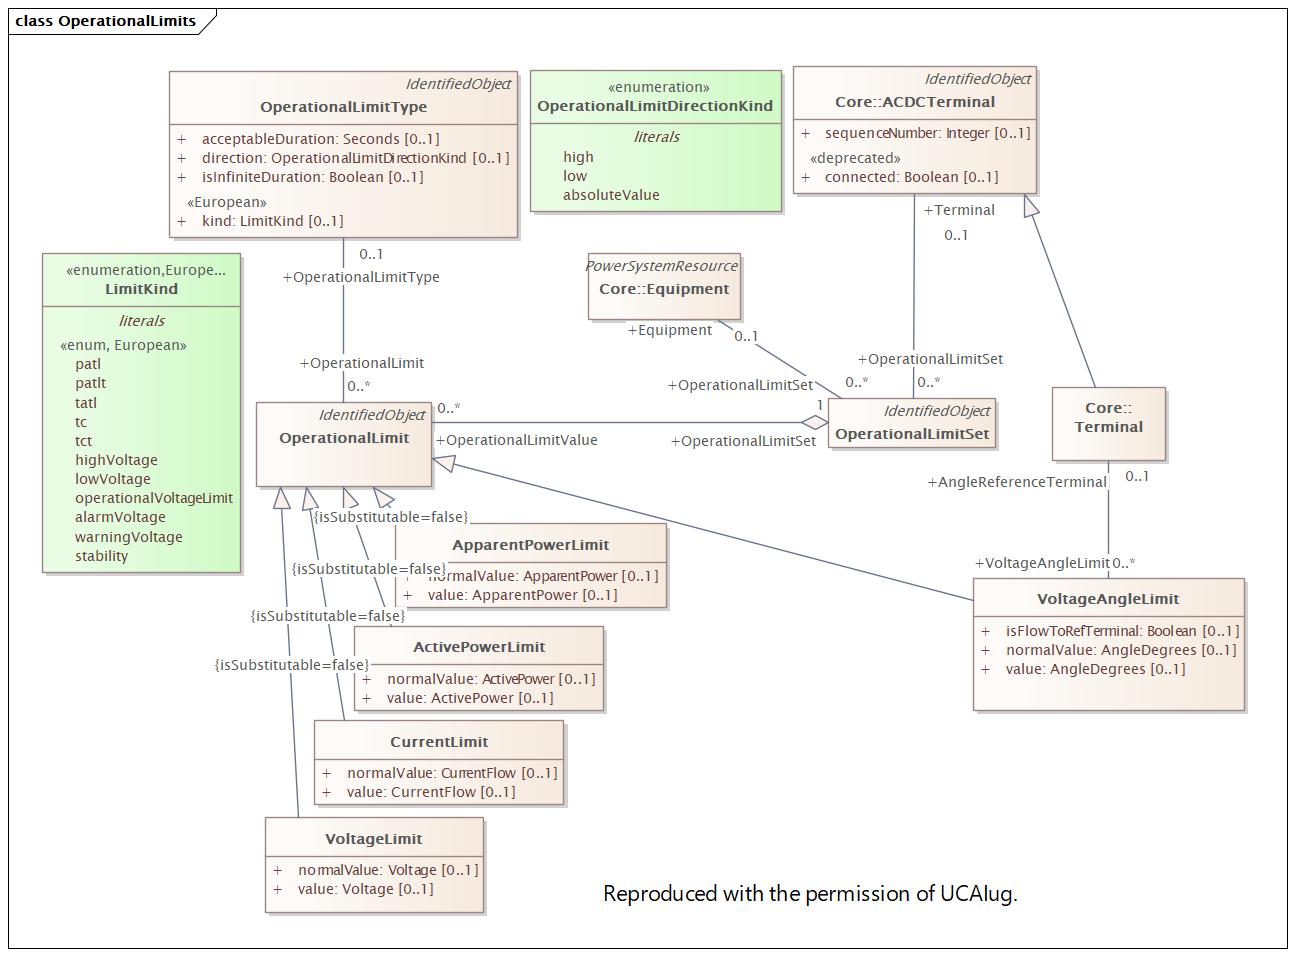 class OperationalLimits
IdentifiedObject
OperationalLimitType
+ acceptableDuration: Seconds [0..1]
+ direction: OperationalLimitDirectionKind [0..1]
+ isInfiniteDuration: Boolean [0..1]
«European»
+ kind: LimitKind [0..1]
«enumeration»
OperationalLimitDirectionKind
literals
high
low
absoluteValue
IdentifiedObject
Core::ACDCTerminal
+ sequenceNumber: Integer [0..1]
«deprecated»
+ connected: Boolean [0..1]
+Terminal
0..1
0..1
+OperationalLimitType
«enumeration,Europe...
LimitKind
literals
«enum, European»
patl
patlt
tatl
tc
tct
highVoltage
lowVoltage
operationalVoltageLimit
alarmVoltage
warningVoltage
stability
PowerSystemResource
Core::Equipment
+Equipment
0..1
+OperationalLimit
0..*
+OperationalLimitSet
0..*
+OperationalLimitSet
0..*
IdentifiedObject
OperationalLimit
0..*
+OperationalLimitValue
1
+OperationalLimitSet
IdentifiedObject
OperationalLimitSet
Core::
Terminal
+AngleReferenceTerminal
0..1
+VoltageAngleLimit
0..*
{isSubstitutable=false}
ApparentPowerLimit
normalValue: ApparentPower [0..1]
+ value: ApparentPower [0..1]
{isSubstitutable=false}
{isSubstitutable=false}
ActivePowerLimit
+ normalValue: ActivePower [0..1]
+ value: ActivePower [0..1]
{isSubstitutable=false}
VoltageAngleLimit
+ isFlowToRefTerminal: Boolean [0..1]
+ normalValue: AngleDegrees [0..1]
+ value: AngleDegrees [0..1]
CurrentLimit
+ normalValue: CurrentFlow [0..1]
+ value: CurrentFlow [0..1]
VoltageLimit
+ normalValue: Voltage [0..1]
+ value: Voltage [0..1]
Reproduced with the permission of UCAIug.